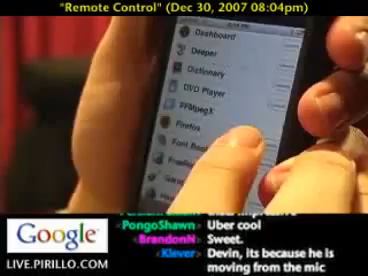 "Remote Control" (Dec 30, 2007 08:04pm)
Dashboard
Deeper
Dictionary
DVD Player
FFMpegX
Firefox
Font Book
<PongoShawn> Uber cool
<BrandonN> Sweet.
<Klever> Devin, its because he is
moving from the mic
Google
LIVE.PIRILLO.COM